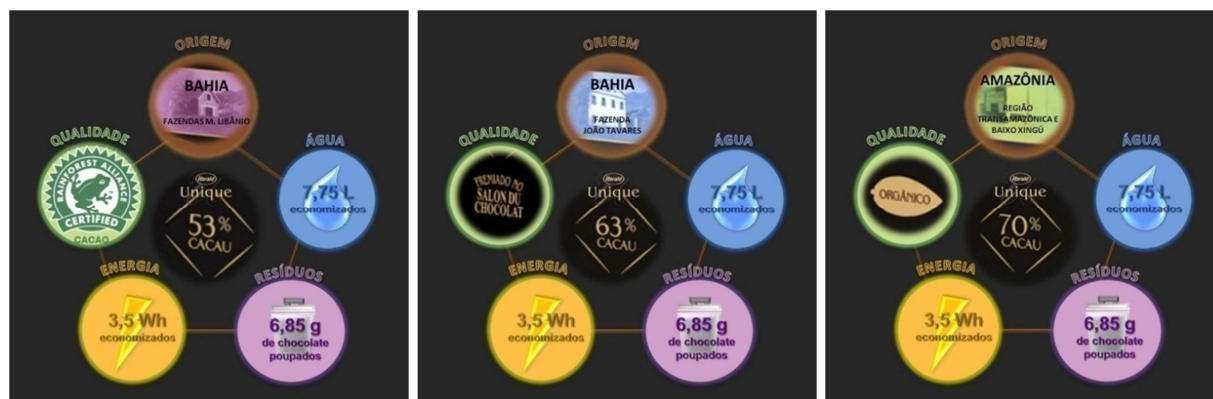 ORIGEM
BAHIA
FAZENDAS M. LIBÂNIO
QUALIDADE
RAINFOREST ALLIANCE
CERTIFIED
CACAO
ÁGUA
7,75 L
economizados
Harald
Unique
53%
CACAU
ENERGIA
3,5 Wh
economizados
RESÍDUOS
6,85 g
de chocolate
poupados
ORIGEM
BAHIA
FAZENDA
JOÃO TAVARES
QUALIDADE
PREMIADO NO
SALON DU
CHOCOLAT
ÁGUA
7,75 L
economizados
Harald
Unique
63%
CACAU
ENERGIA
3,5 Wh
economizados
RESÍDUOS
6,85 g
de chocolate
poupados
ORIGEM
AMAZÔNIA
REGIÃO
TRANSAMAZÔNICA E
BAIXO XINGÚ
QUALIDADE
ORGÂNICO
ÁGUA
7,75 L
economizados
Harald
Unique
70%
CACAU
ENERGIA
3,5 Wh
economizados
RESÍDUOS
6,85 g
de chocolate
poupados